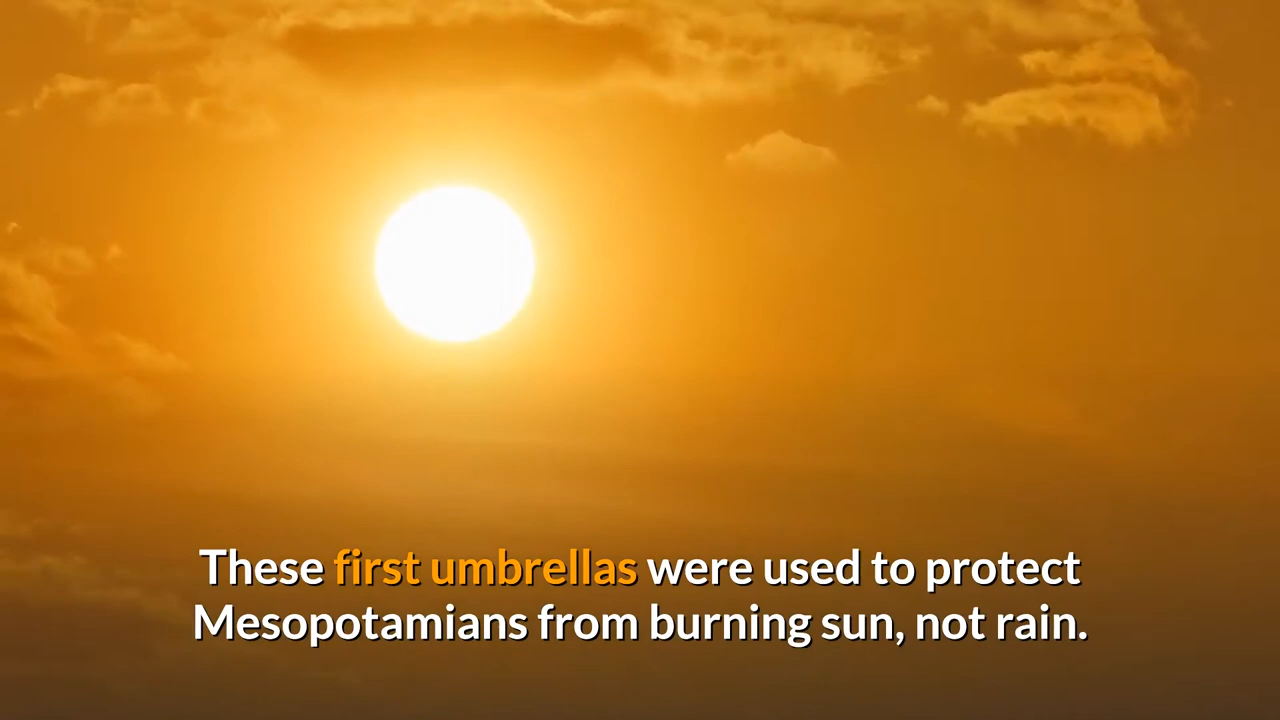 These first umbrellas were used to protect
Mesopotamians from burning sun, not rain.